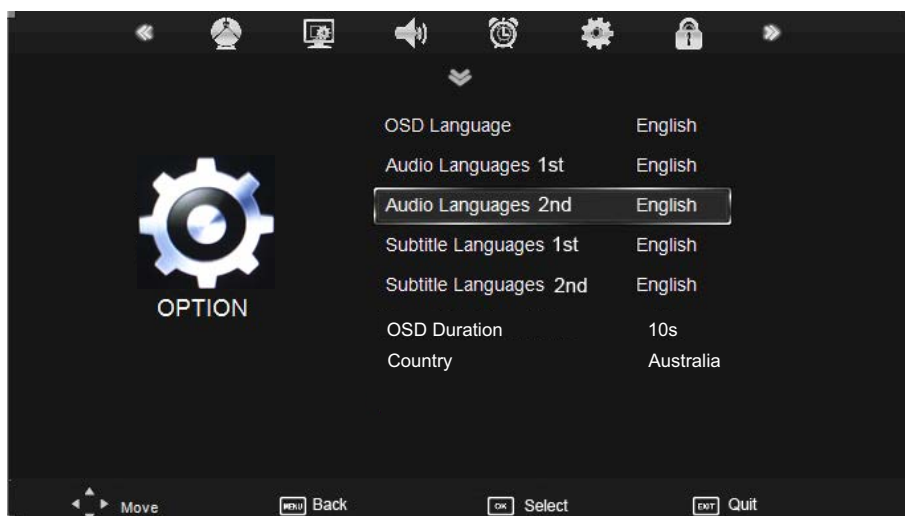 OSD Language English
Audio Languages 1st English
Audio Languages 2nd English
Subtitle Languages 1st English
Subtitle Languages 2nd English
OPTION
OSD Duration 10s
Country Australia
Move MENU Back OK Select EXIT Quit